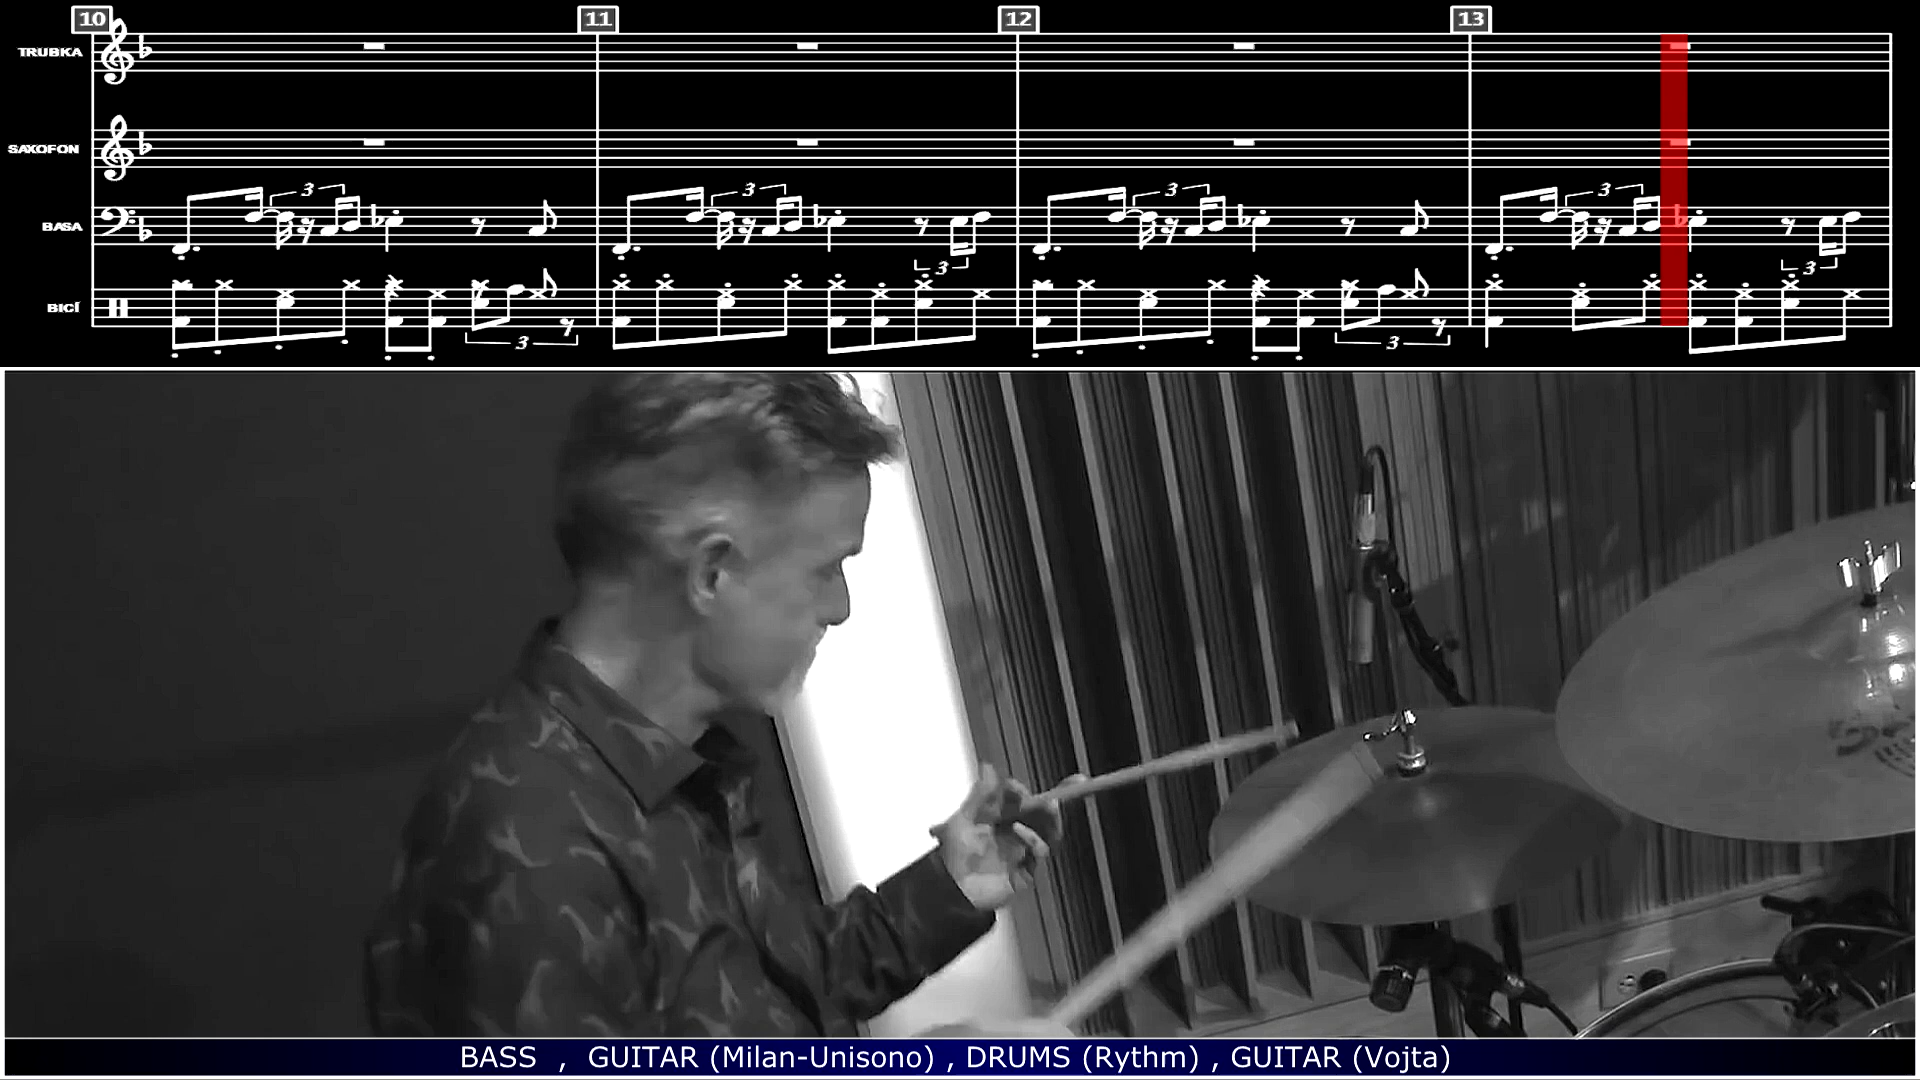 10 11 12 13
TRUBKA
SAXOFON
3 3 3 3
BASA
3 3
BICÍ
3 3
BASS , GUITAR (Milan-Unisono) , DRUMS (Rythm) , GUITAR (Vojta)